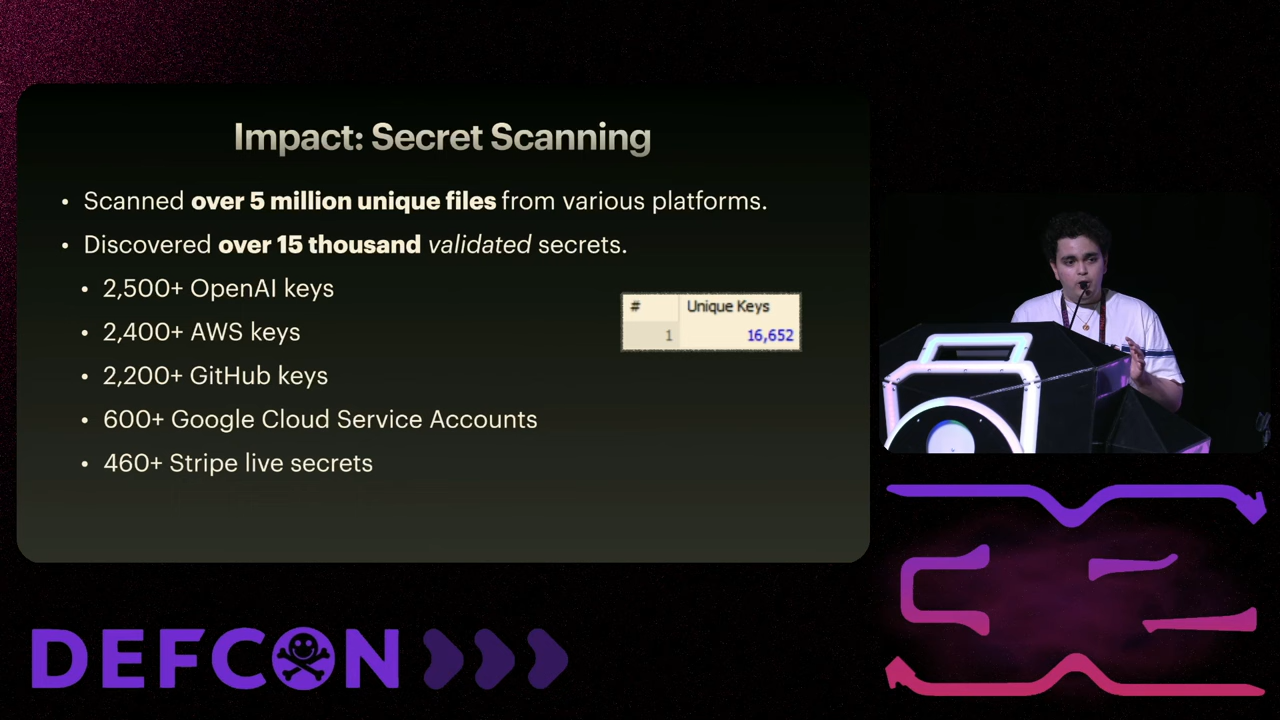 Impact: Secret Scanning
• Scanned over 5 million unique files from various platforms.
• Discovered over 15 thousand validated secrets.
• 2,500+ OpenAI keys
• 2,400+ AWS keys
• 2,200+ GitHub keys
• 600+ Google Cloud Service Accounts
• 460+ Stripe live secrets
# Unique Keys
1 16,652
DEFCON